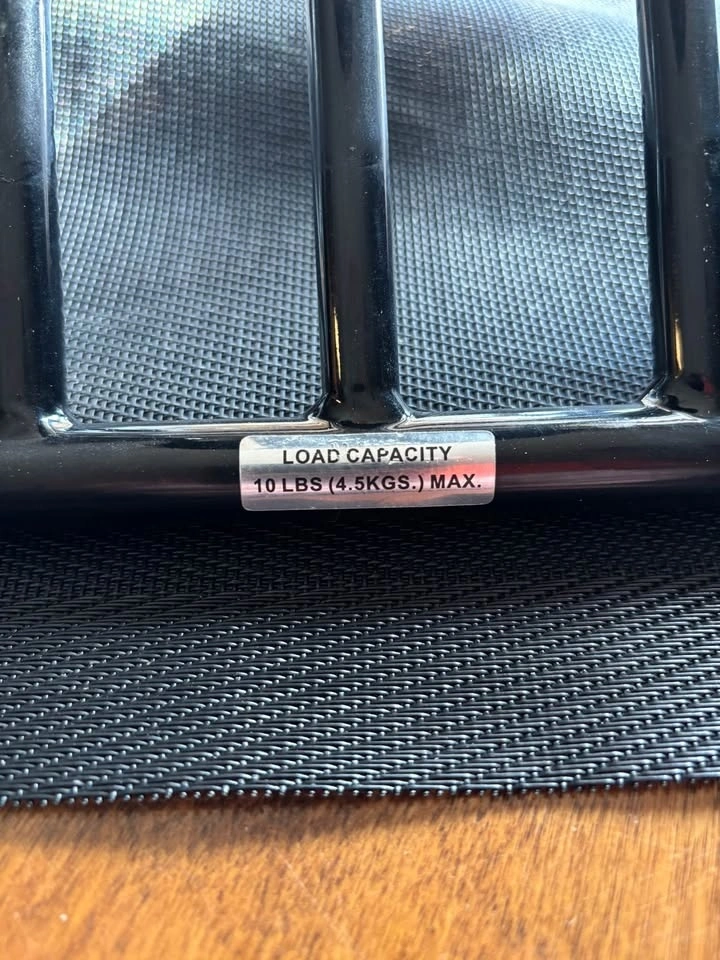 LOAD CAPACITY
10 LBS (4.5KGS.) MAX.